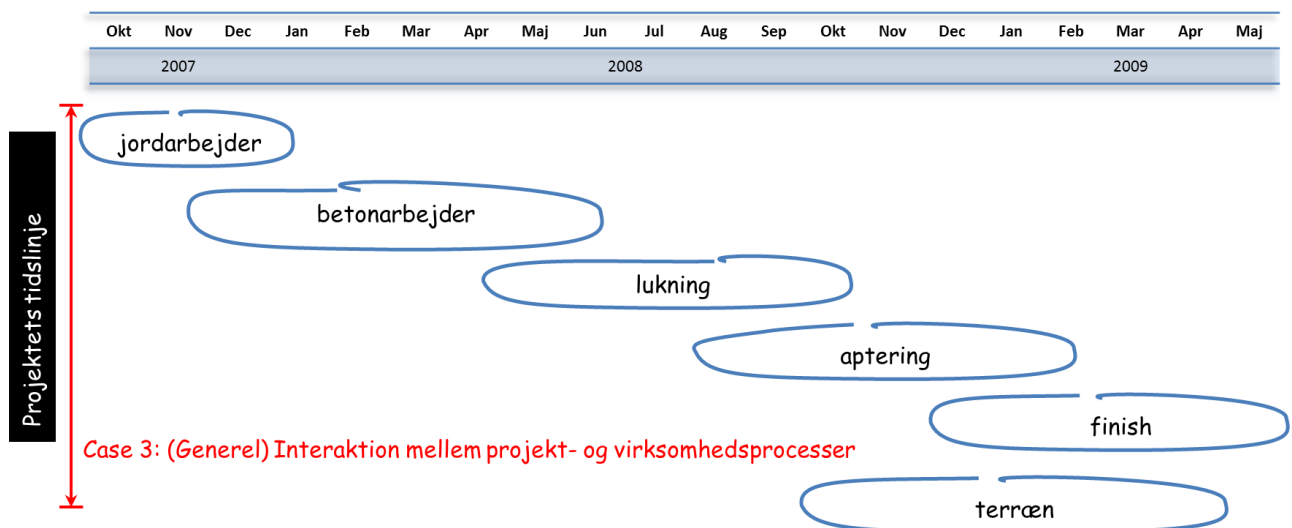 Okt Nov Dec Jan Feb Mar Apr Maj Jun Jul Aug Sep Okt Nov Dec Jan Feb Mar Apr Maj
2007 2008 2009
Projektets tidslinje
jordarbejder
betonarbejder
lukning
aptering
finish
Case 3: (Generel) Interaktion mellem projekt- og virksomhedsprocesser
terræn